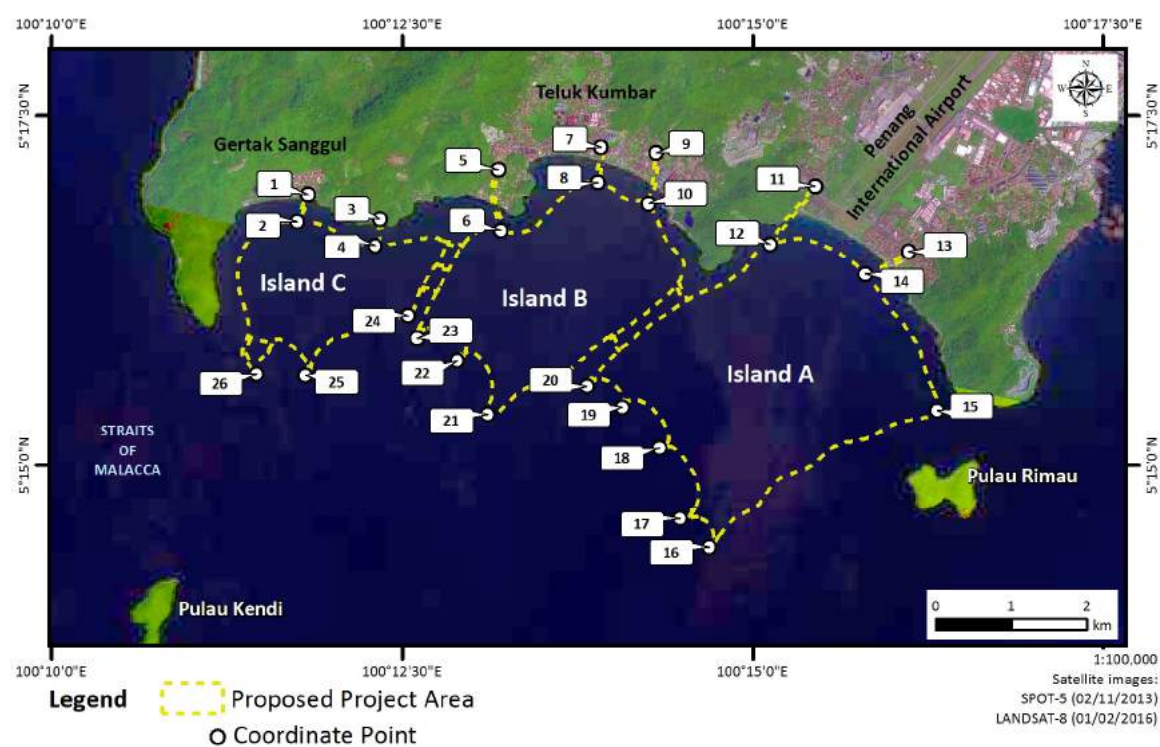 100°10'0"E
100°12'30"E
100°15'0"E
100°17'30"E
5°17'30"N
5°17'30"N
N
W E
S
Teluk Kumbar
Penang
International Airport
Gertak Sanggul
7
9
5
1
8
11
3
2
10
6
12
4
13
14
Island C
Island B
24
23
Island A
22
20
26
25
19
15
21
STRAITS
OF
MALACCA
18
5°15'0"N
5°15'0"N
Pulau Rimau
17
16
Pulau Kendi
0 1 2
km
100°10'0"E
100°12'30"E
100°15'0"E
1:100,000
Satellite images:
SPOT-5 (02/11/2013)
LANDSAT-8 (01/02/2016)
Legend
Proposed Project Area
Coordinate Point